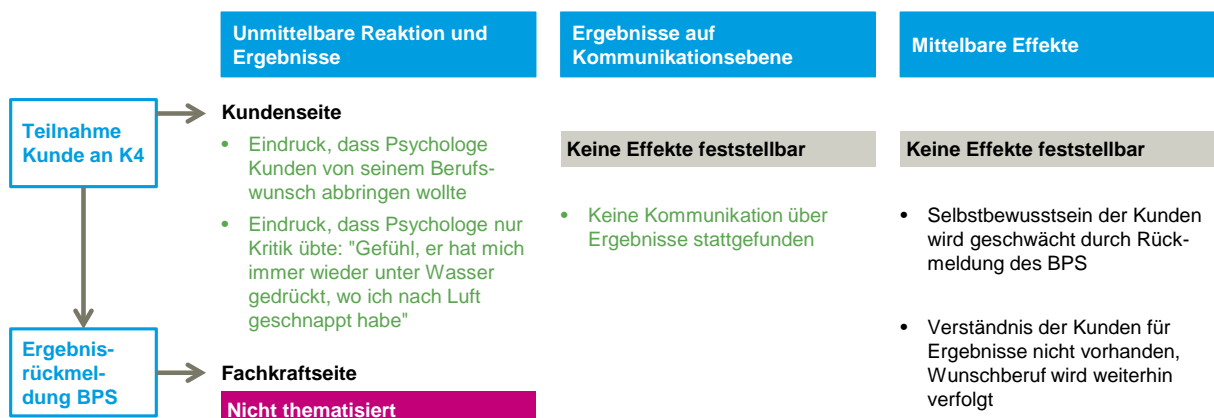 Unmittelbare Reaktion und
Ergebnisse
Ergebnisse auf
Kommunikationsebene
Mittelbare Effekte
Teilnahme
Kunde an K4
Kundenseite
• Eindruck, dass Psychologe
Kunden von seinem Berufs-
wunsch abbringen wollte
• Eindruck, dass Psychologe nur
Kritik übte: "Gefühl, er hat mich
immer wieder unter Wasser
gedrückt, wo ich nach Luft
geschnappt habe"
Keine Effekte feststellbar
• Keine Kommunikation über
Ergebnisse stattgefunden
Keine Effekte feststellbar
• Selbstbewusstsein der Kunden
wird geschwächt durch Rück-
meldung des BPS
• Verständnis der Kunden für
Ergebnisse nicht vorhanden,
Wunschberuf wird weiterhin
verfolgt
Ergebnis-
rückmel-
dung BPS
Fachkraftseite
Nicht thematisiert